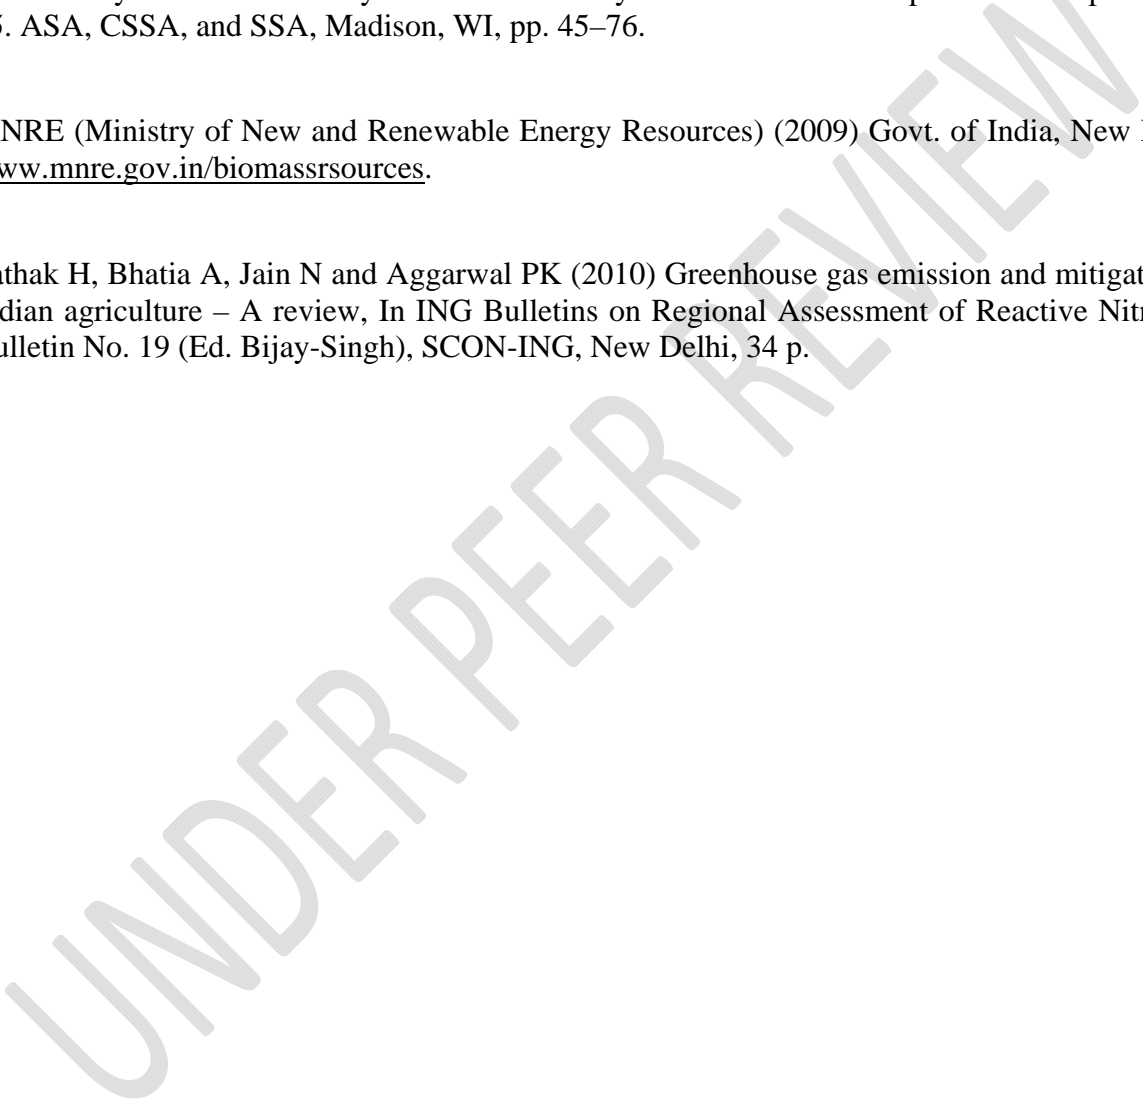 5. ASA, CSSA, and SSA, Madison, WI, pp. 45–76.
NRE (Ministry of New and Renewable Energy Resources) (2009) Govt. of India, New
ww.mnre.gov.in/biomassrsources.
athak H, Bhatia A, Jain N and Aggarwal PK (2010) Greenhouse gas emission and mitigat
dian agriculture – A review, In ING Bulletins on Regional Assessment of Reactive Nitr
ulletin No. 19 (Ed. Bijay-Singh), SCON-ING, New Delhi, 34 p.
UNDER PEER REVIEW